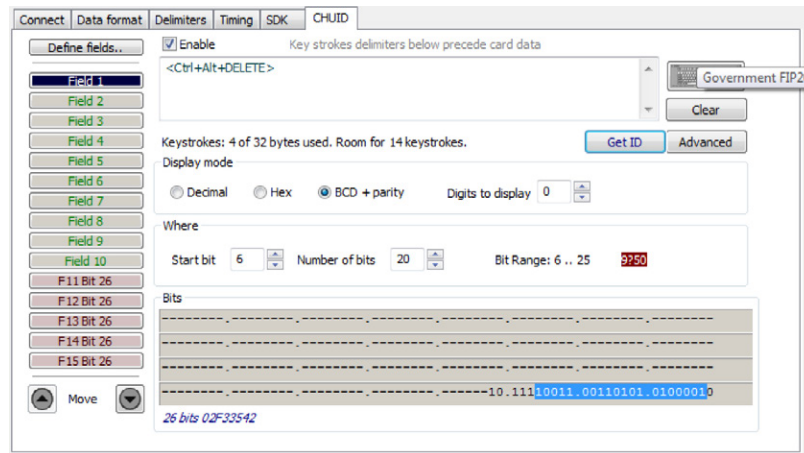 Connect Data format Delimiters Timing SDK CHUID
Define fields..
Enable Key strokes delimiters below precede card data
<Ctrl+Alt+DELETE>
Government FIP2
Clear
Field 1
Field 2
Field 3
Field 4
Field 5
Field 6
Field 7
Field 8
Field 9
Field 10
F11 Bit 26
F12 Bit 26
F13 Bit 26
F14 Bit 26
F15 Bit 26
Move
Keystrokes: 4 of 32 bytes used. Room for 14 keystrokes. Get ID Advanced
Display mode
Decimal Hex BCD + parity Digits to display 0
Where
Start bit 6 Number of bits 20 Bit Range: 6 .. 25 9?50
Bits
--------.--------.--------.--------.--------.--------.--------.--------
--------.--------.--------.--------.--------.--------.--------.--------
--------.--------.--------.--------.--------.--------.--------.--------
--------.--------.--------.--------.------10.11110011.00110101.01000010
26 bits 02F33542